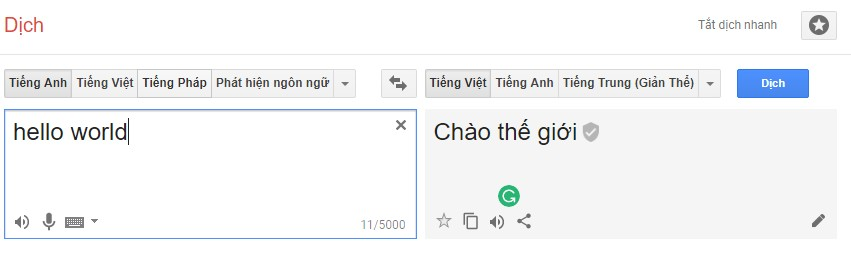 Dịch
Tắt dịch nhanh
Tiếng Anh Tiếng Việt Tiếng Pháp Phát hiện ngôn ngữ
Tiếng Việt Tiếng Anh Tiếng Trung (Giản Thể) Dịch
hello world
Chào thế giới
11/5000